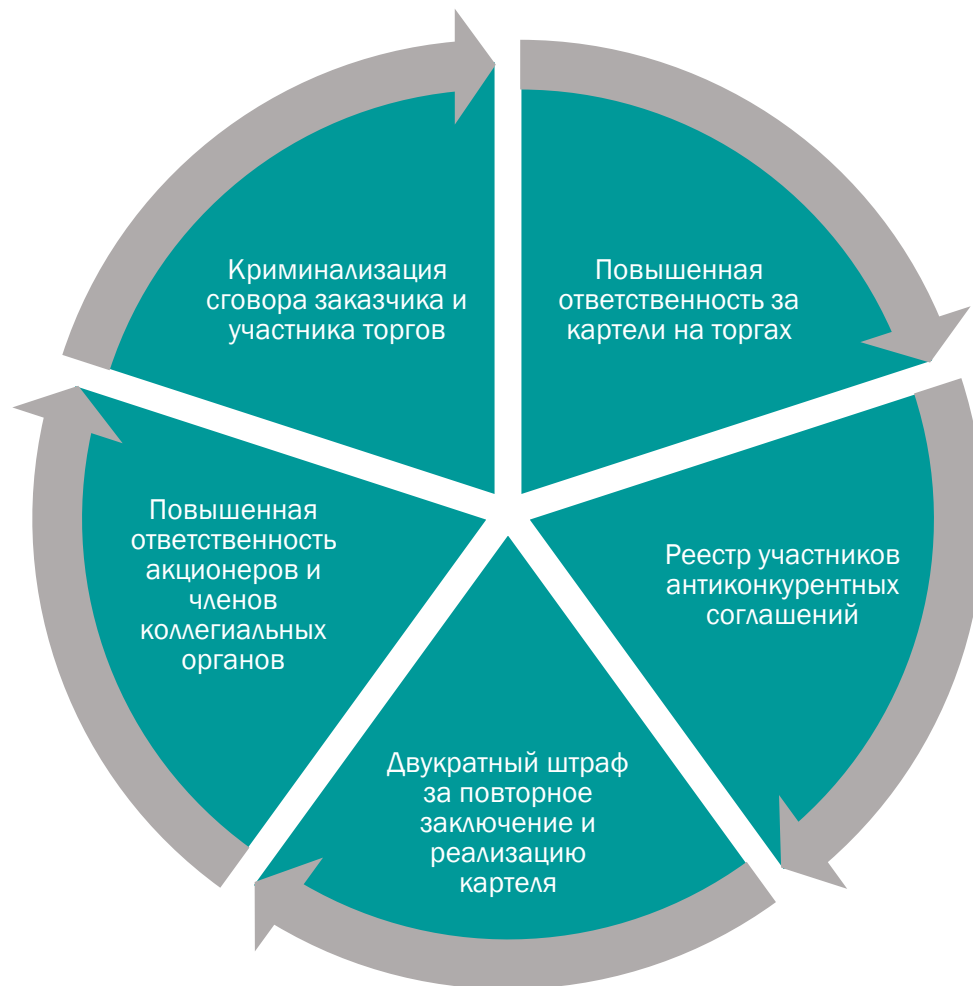 Криминализация
сговора заказчика и
участника торгов
Повышенная
ответственность за
картели на торгах
Реестр участников
антиконкурентных
соглашений
Двукратный штраф
за повторное
заключение и
реализацию
картеля
Повышенная
ответственность
акционеров и
членов
коллегиальных
органов